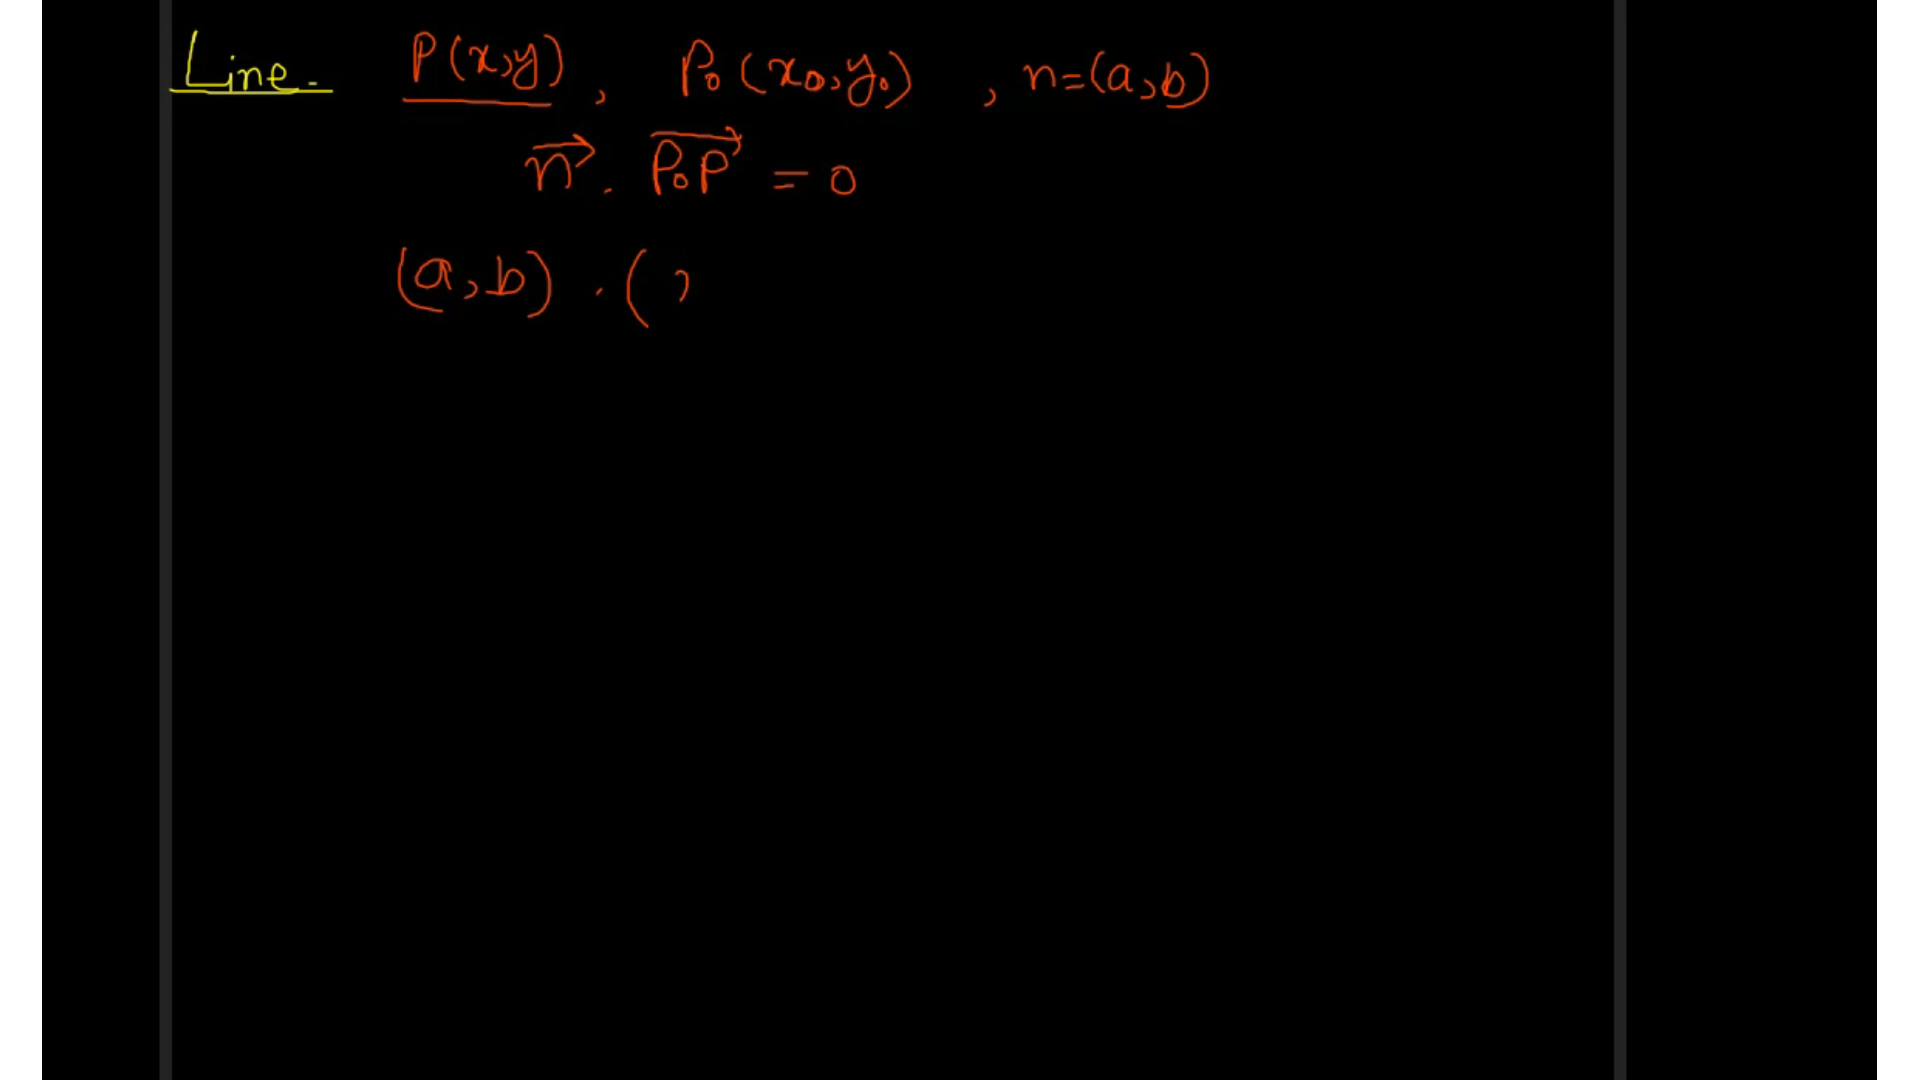 Line- P(x,y), P₀(x₀,y₀), n=(a,b)
n⃗. P₀P⃗ = 0
(a,b) . ( ,